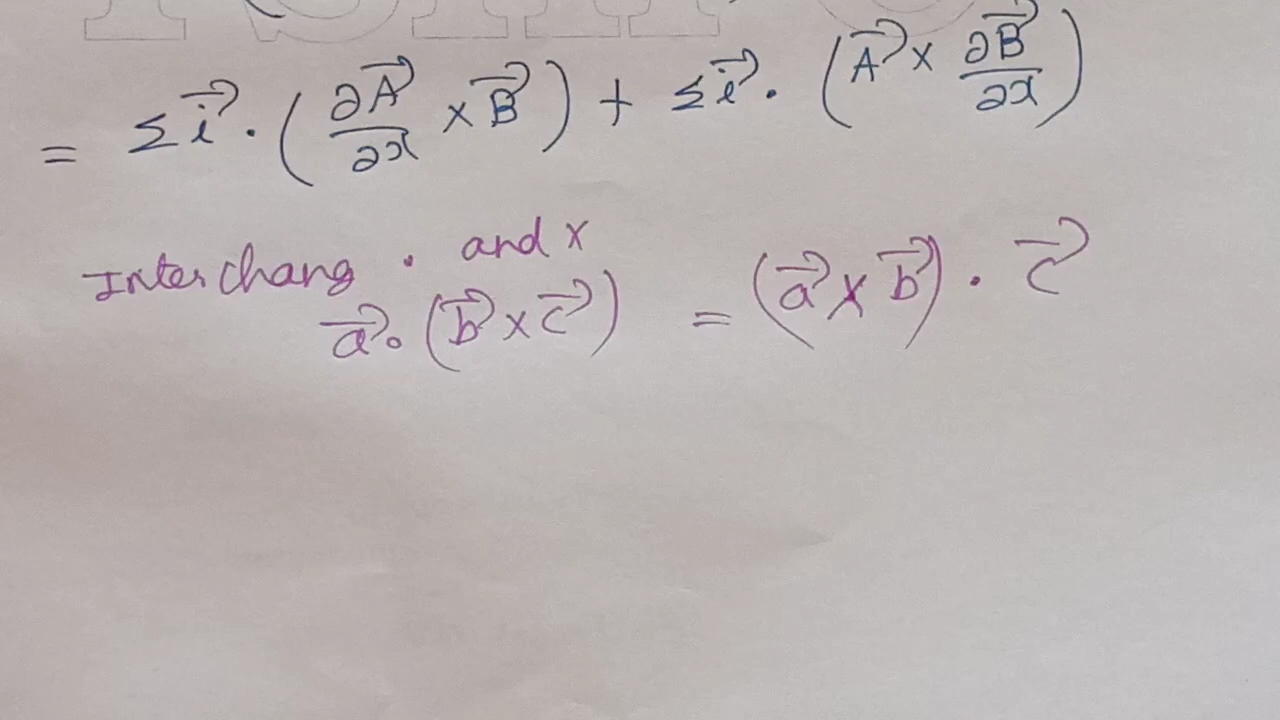 = Σ i⃗ . ( ∂A⃗/∂x × B⃗ ) + Σ i⃗ . ( A⃗ × ∂B⃗/∂x )
Interchang . and x
a⃗ . ( b⃗ × c⃗ ) = ( a⃗ × b⃗ ) . c⃗